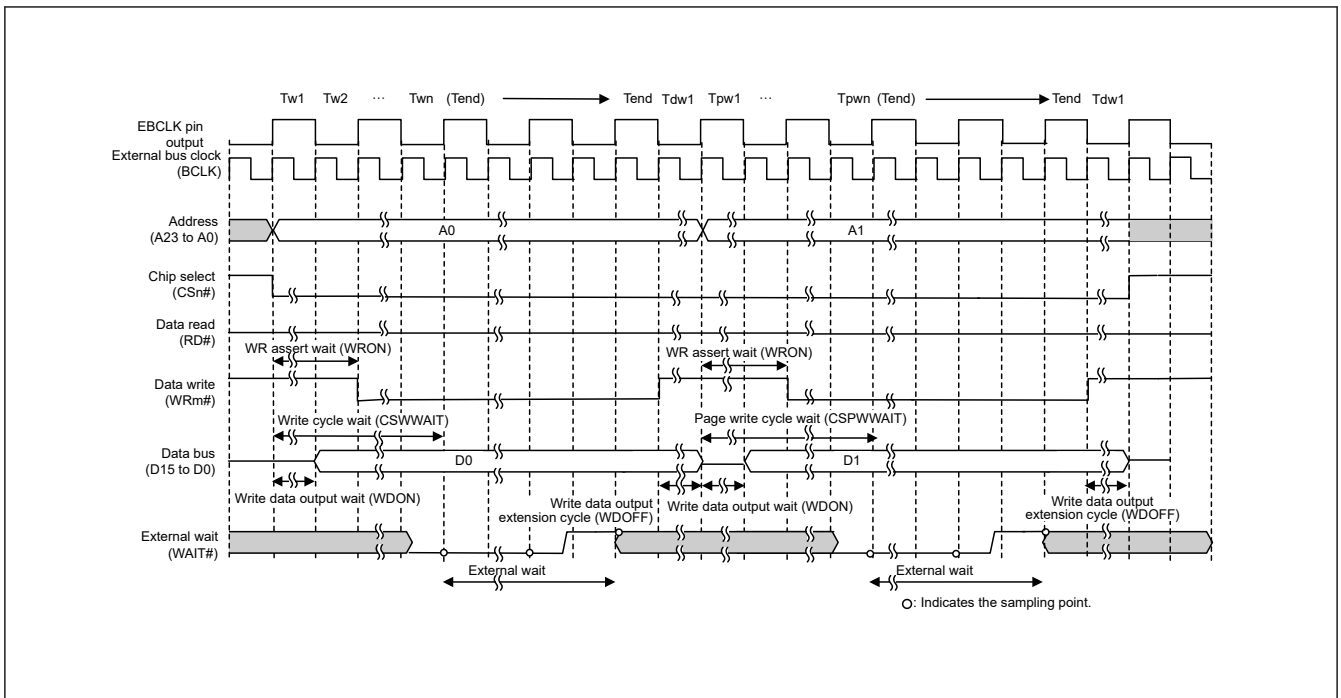 Tw1 Tw2 ... Twn (Tend) Tend Tdw1 Tpw1 ... Tpwn (Tend) Tend Tdw1
EBCLK pin
output
External bus clock
(BCLK)
Address
(A23 to A0)
A0 A1
Chip select
(CSn#)
Data read
(RD#)
WR assert wait (WRON) WR assert wait (WRON)
Data write
(WRm#)
Write cycle wait (CSWWAIT) Page write cycle wait (CSPWWAIT)
Data bus
(D15 to D0)
D0 D1
Write data output wait (WDON) Write data output
extension cycle (WDOFF)
Write data output wait (WDON) Write data output
extension cycle (WDOFF)
External wait
(WAIT#)
External wait External wait
: Indicates the sampling point.